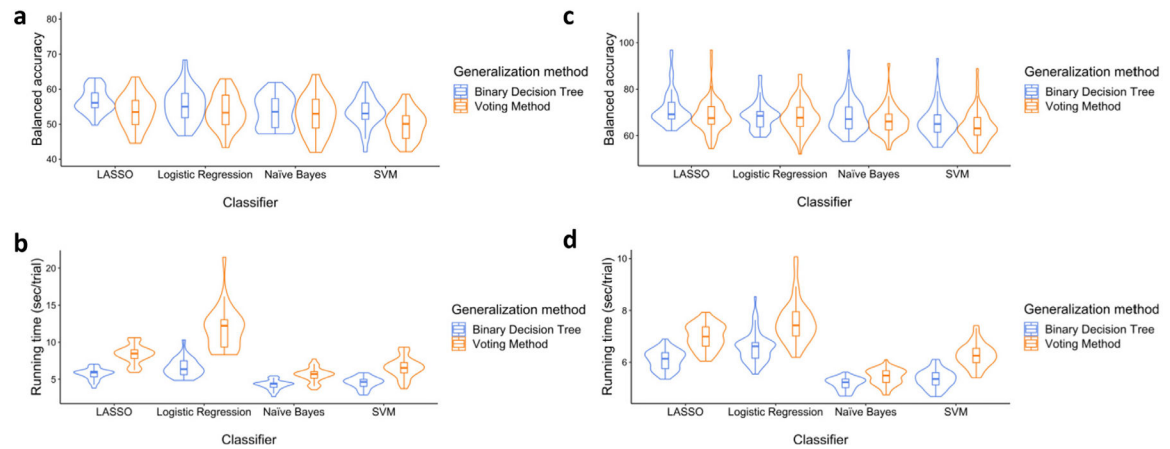 a
80
70
60
50
40
Balanced accuracy
LASSO Logistic Regression Naïve Bayes SVM
Classifier
Generalization method
Binary Decision Tree
Voting Method
c
100
80
60
Balanced accuracy
LASSO Logistic Regression Naïve Bayes SVM
Classifier
Generalization method
Binary Decision Tree
Voting Method
b
20
15
10
5
Running time (sec/trial)
LASSO Logistic Regression Naïve Bayes SVM
Classifier
Generalization method
Binary Decision Tree
Voting Method
d
10
8
6
Running time (sec/trial)
LASSO Logistic Regression Naïve Bayes SVM
Classifier
Generalization method
Binary Decision Tree
Voting Method